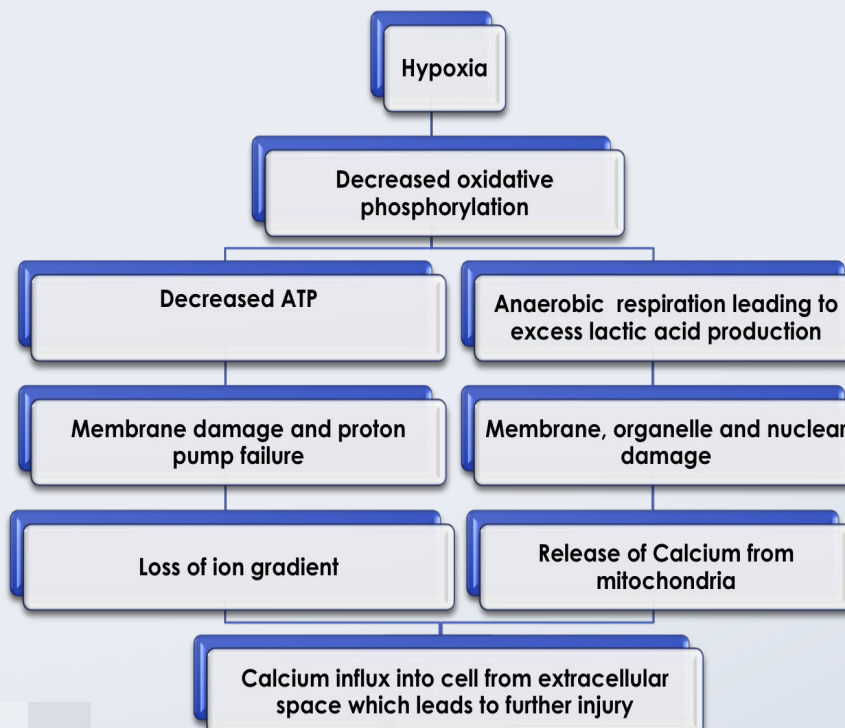 Hypoxia
Decreased oxidative
phosphorylation
Decreased ATP
Anaerobic respiration leading to
excess lactic acid production
Membrane damage and proton
pump failure
Membrane, organelle and nuclear
damage
Loss of ion gradient
Release of Calcium from
mitochondria
Calcium influx into cell from extracellular
space which leads to further injury